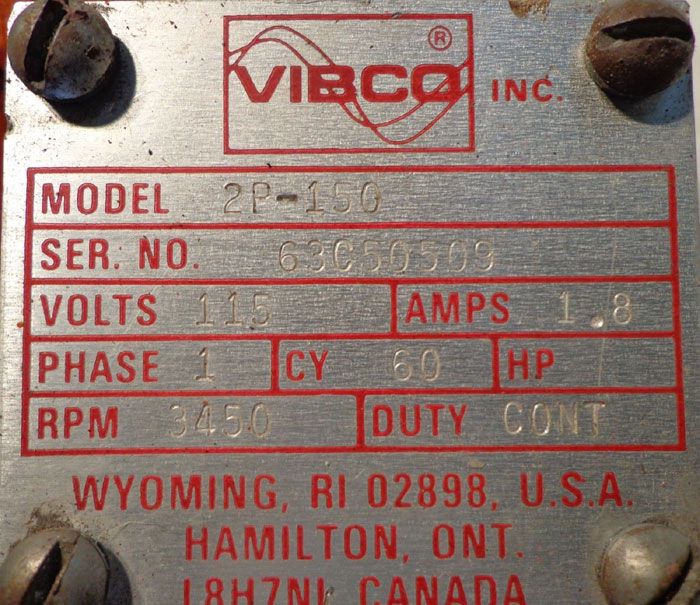 VIBCO ® INC.
MODEL 2P-150
SER. NO. 63C50509
VOLTS 115 AMPS 1.8
PHASE 1 CY 60 HP
RPM 3450 DUTY CONT
WYOMING, RI 02898, U.S.A.
HAMILTON, ONT.
L8H7NL CANADA